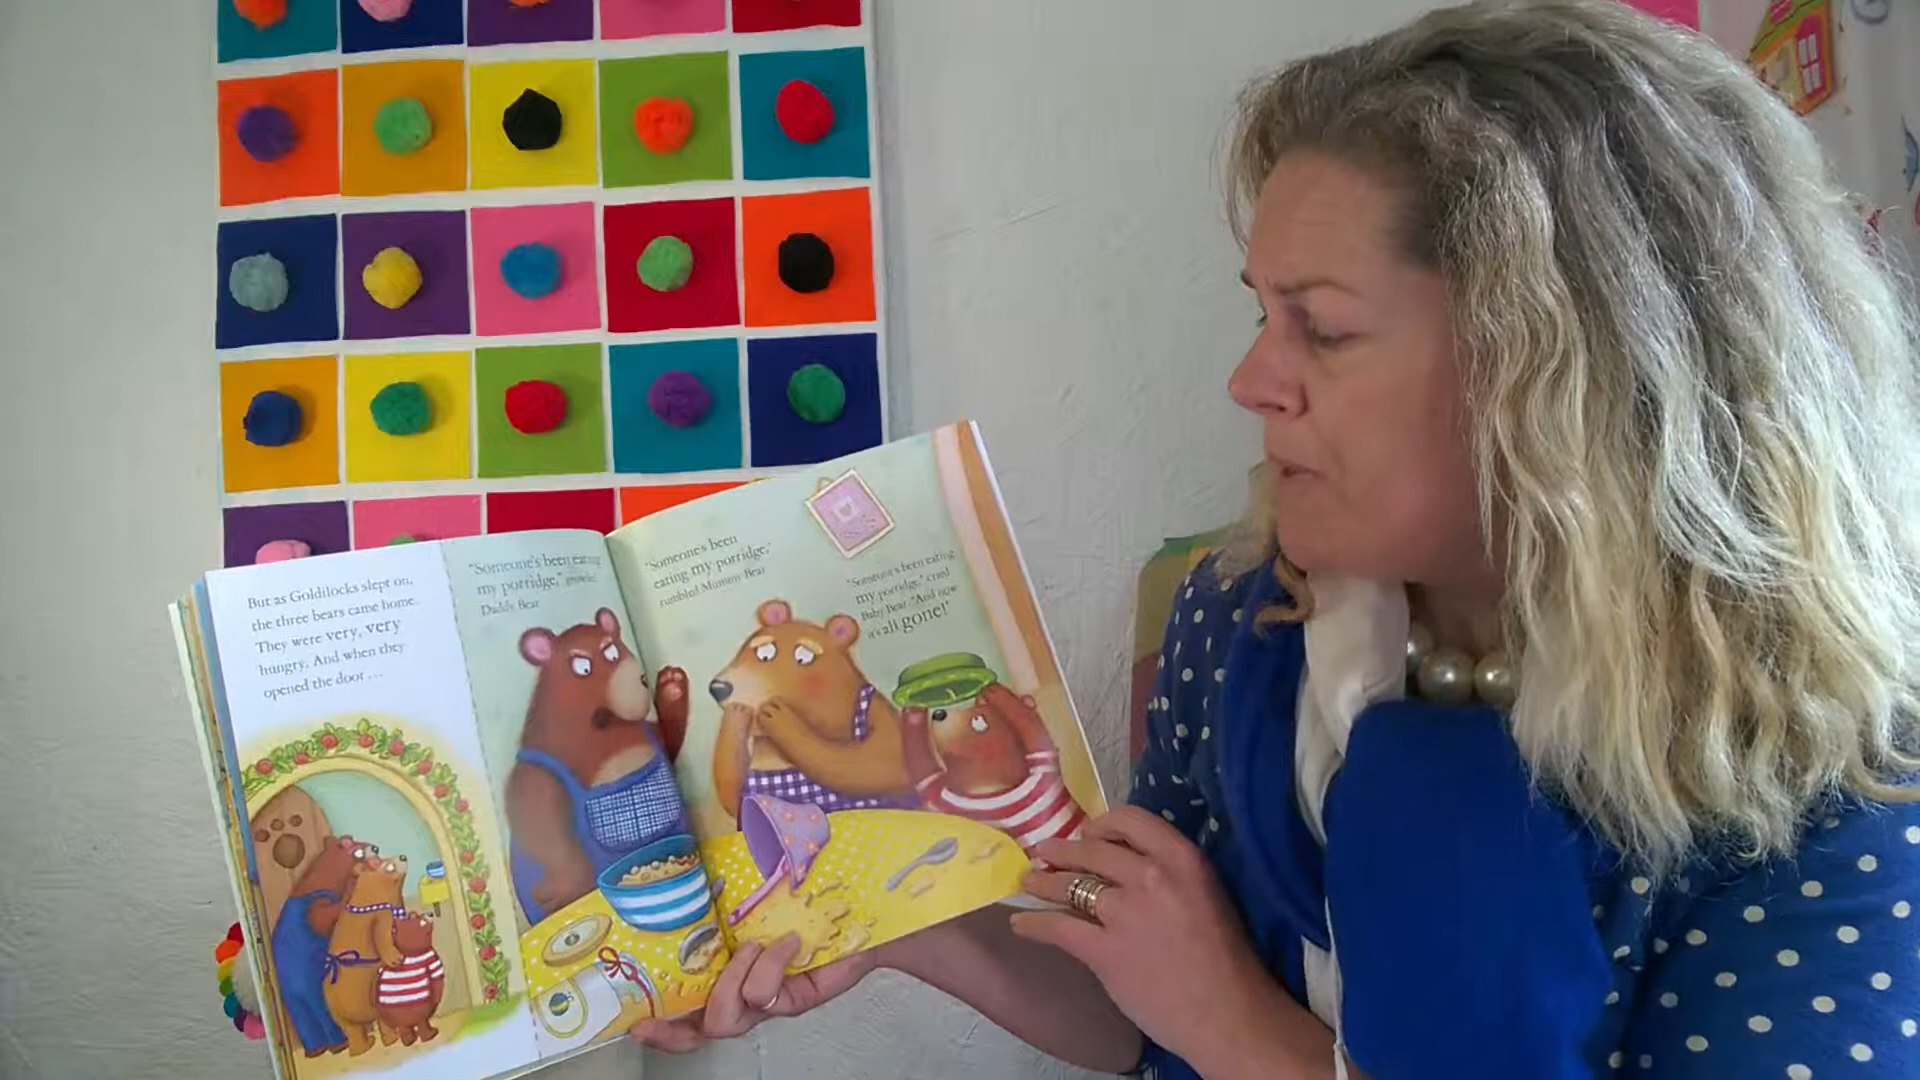 But as Goldilocks slept on,
the three bears came home.
They were very, very
hungry. And when they
opened the door ...
"Someone's been eating
my porridge," growled
Daddy Bear
"Someone's been
eating my porridge,"
rumbled Mummy Bear
"Someone's been eating
my porridge," cried
Baby Bear. "And now
it's all gone!"